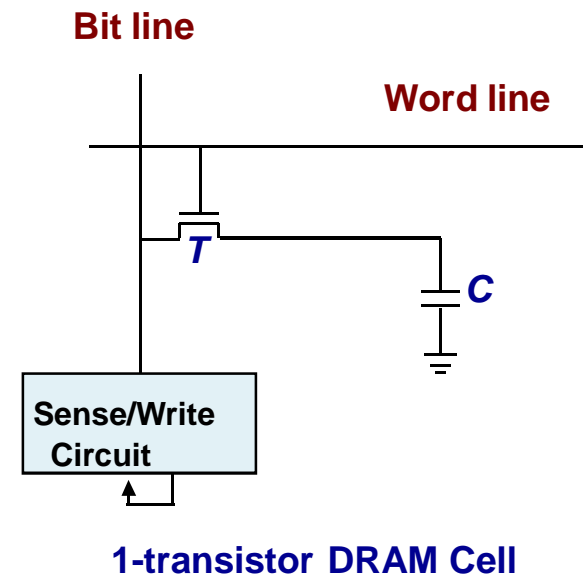 Bit line
Word line
T
C
Sense/Write
Circuit
1-transistor DRAM Cell